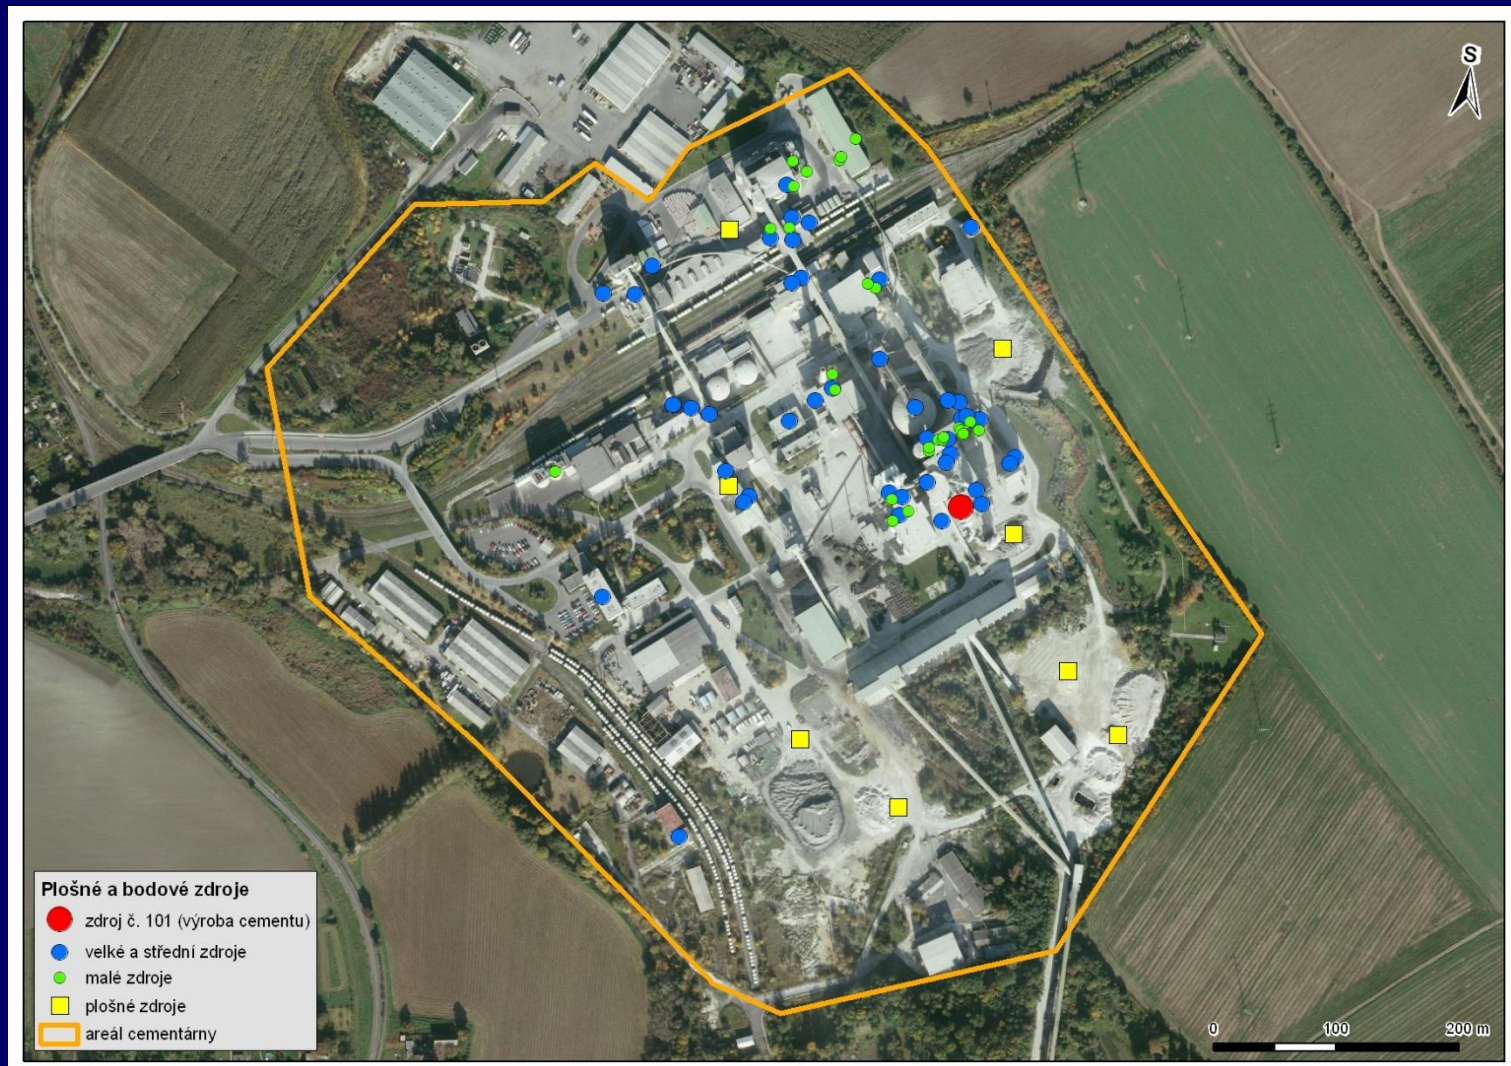 S
Plošné a bodové zdroje
zdroj č. 101 (výroba cementu)
velké a střední zdroje
malé zdroje
plošné zdroje
areál cementárny
0 100 200 m